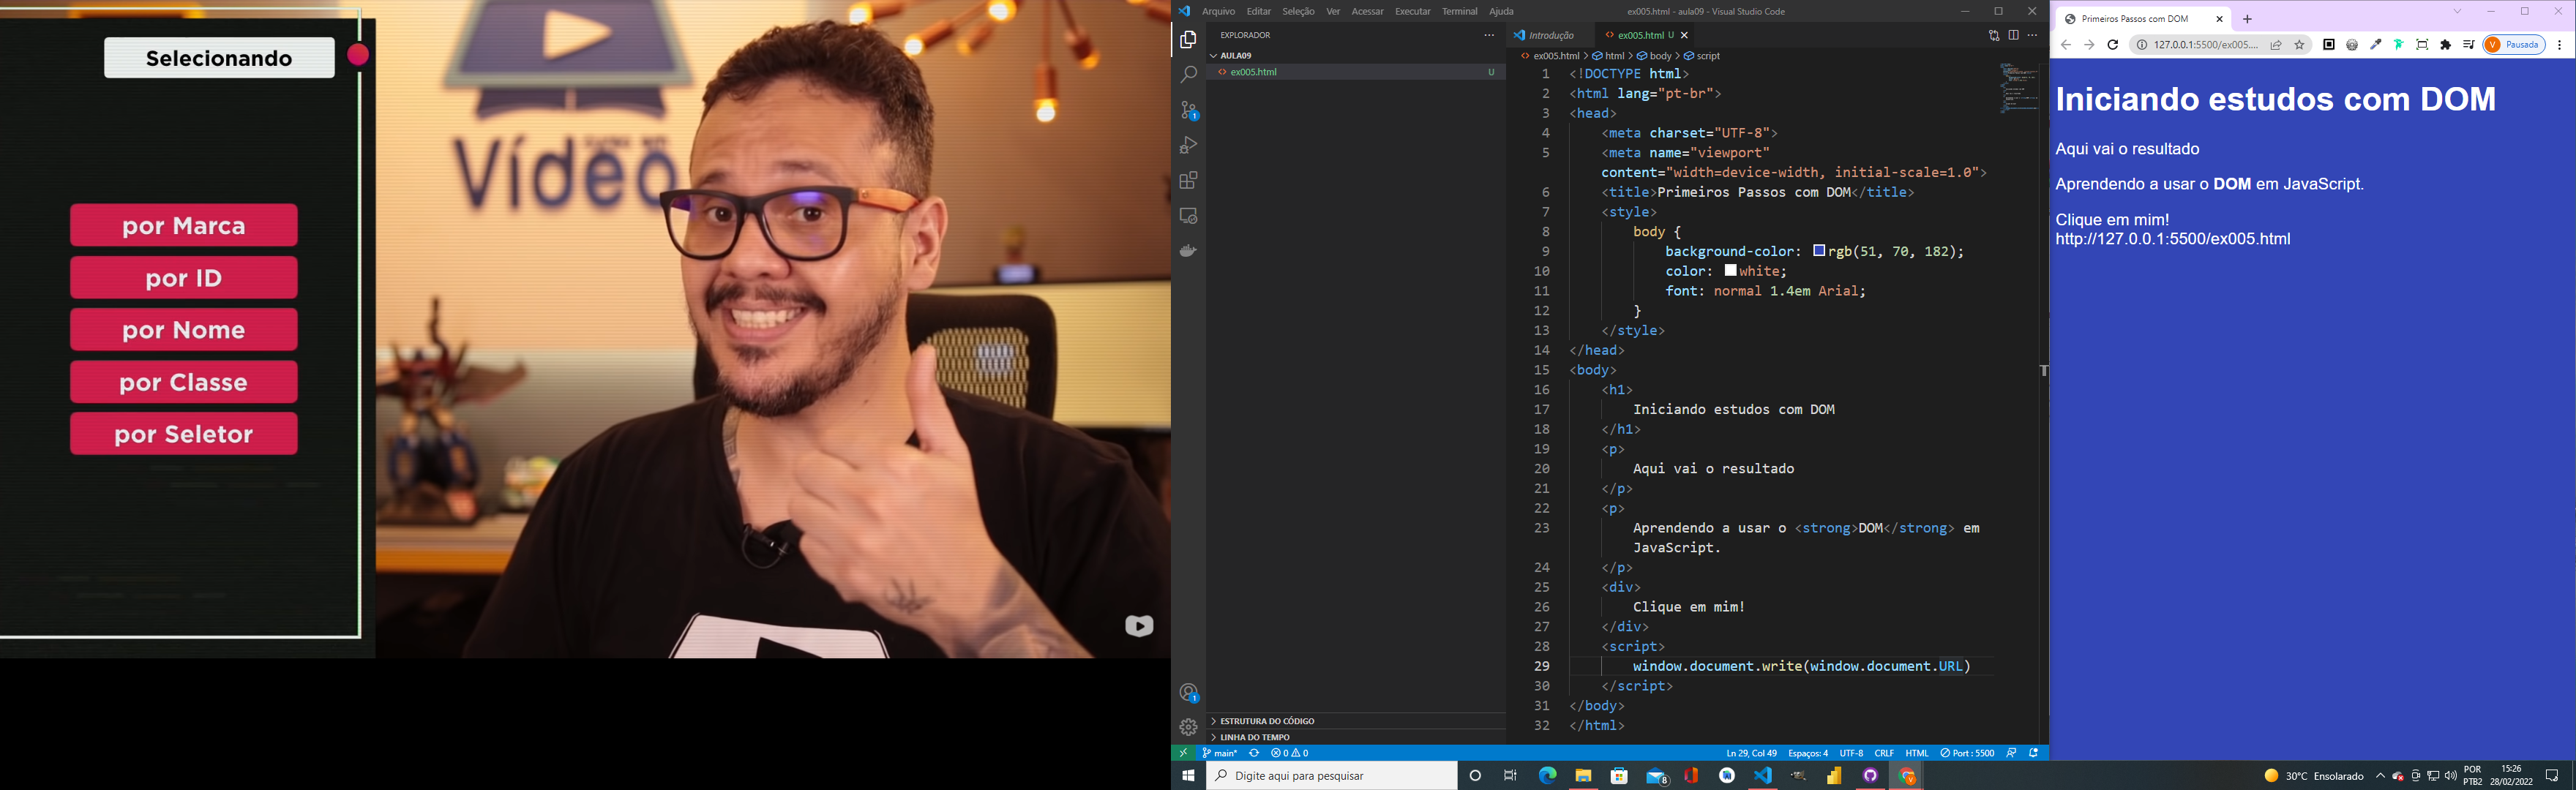 Selecionando
por Marca
por ID
por Nome
por Classe
por Seletor
Vídeo
Arquivo Editar Seleção Ver Acessar Executar Terminal Ajuda
ex005.html - aula09 - Visual Studio Code
EXPLORADOR
AULA09
ex005.html U
1
1
ESTRUTURA DO CÓDIGO
LINHA DO TEMPO
Introdução
ex005.html U
ex005.html > html > body > script
1 <!DOCTYPE html>
2 <html lang="pt-br">
3 <head>
4 <meta charset="UTF-8">
5 <meta name="viewport"
content="width=device-width, initial-scale=1.0">
6 <title>Primeiros Passos com DOM</title>
7 <style>
8 body {
9 background-color: rgb(51, 70, 182);
10 color: white;
11 font: normal 1.4em Arial;
12 }
13 </style>
14 </head>
15 <body>
16 <h1>
17 Iniciando estudos com DOM
18 </h1>
19 <p>
20 Aqui vai o resultado
21 </p>
22 <p>
23 Aprendendo a usar o <strong>DOM</strong> em
JavaScript.
24 </p>
25 <div>
26 Clique em mim!
27 </div>
28 <script>
29 window.document.write(window.document.URL)
30 </script>
31 </body>
32 </html>
main* 0 0
Ln 29, Col 49 Espaços: 4 UTF-8 CRLF HTML Port : 5500
Primeiros Passos com DOM
127.0.0.1:5500/ex005....
V Pausada
Iniciando estudos com DOM
Aqui vai o resultado
Aprendendo a usar o DOM em JavaScript.
Clique em mim!
http://127.0.0.1:5500/ex005.html
Digite aqui para pesquisar
8
30°C Ensolarado
POR
PTB2
15:26
28/02/2022